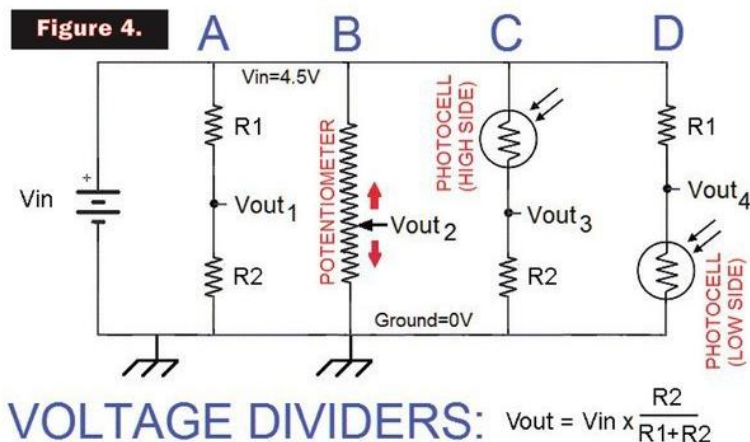 Figure 4.
A B C D
Vin=4.5V
R1
Vout1
R2
Vin
+
POTENTIOMETER
Vout2
PHOTOCELL
(HIGH SIDE)
Vout3
R2
R1
Vout4
PHOTOCELL
(LOW SIDE)
Ground=0V
VOLTAGE DIVIDERS: Vout = Vin x R2
R1+R2